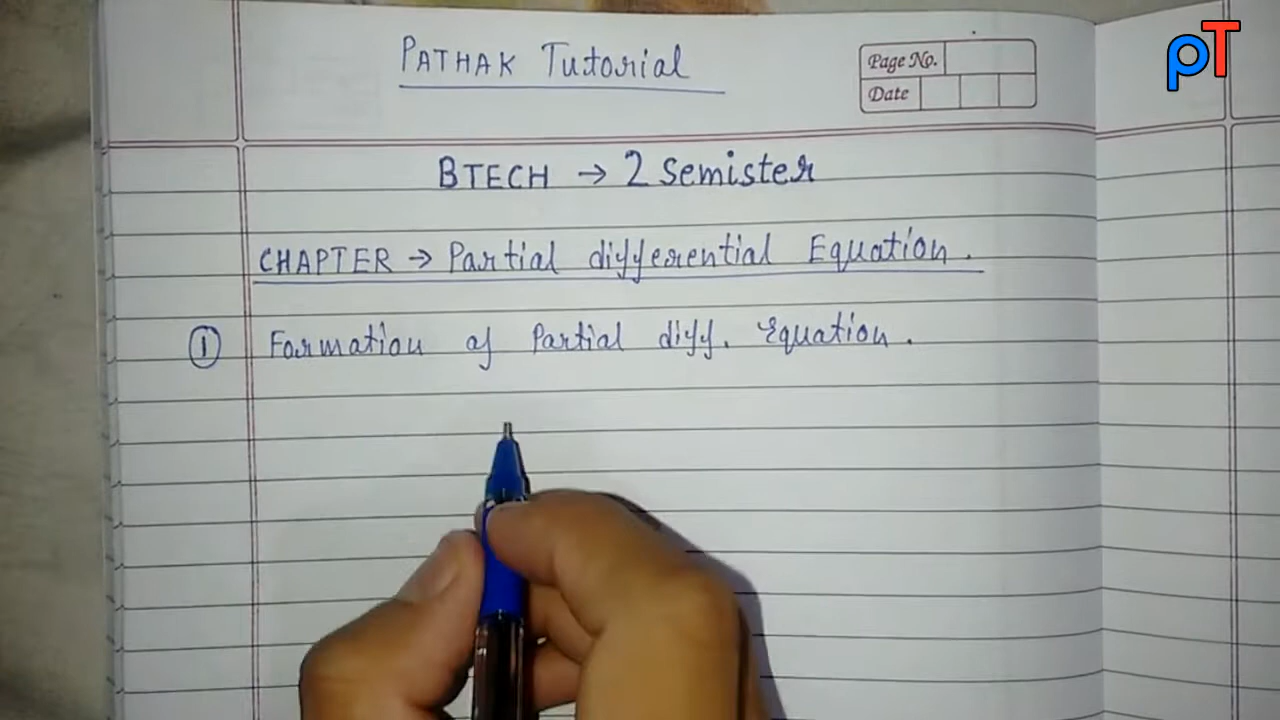 PATHAK Tutorial
Page No.
Date
PT
BTECH → 2 Semister
CHAPTER → Partial differential Equation.
① Formation of Partial diff. Equation.